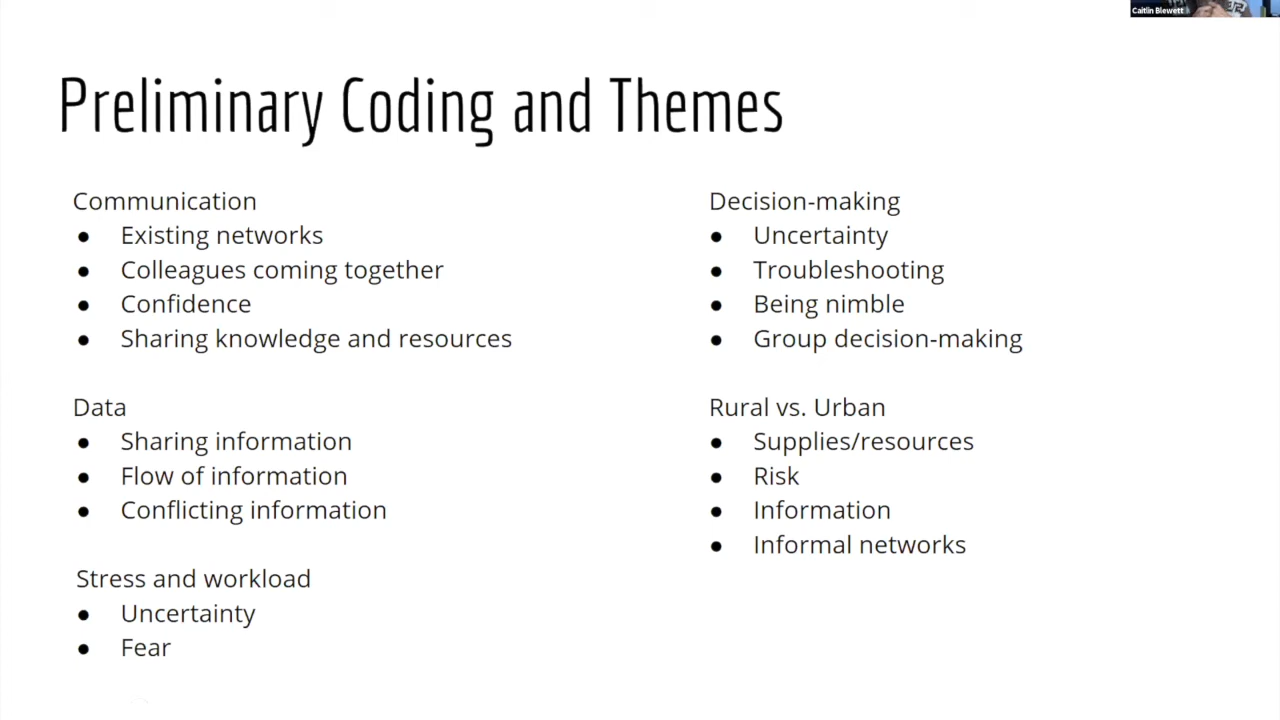 Caitlin Blewett
Preliminary Coding and Themes
Communication
● Existing networks
● Colleagues coming together
● Confidence
● Sharing knowledge and resources
Data
● Sharing information
● Flow of information
● Conflicting information
Stress and workload
● Uncertainty
● Fear
Decision-making
● Uncertainty
● Troubleshooting
● Being nimble
● Group decision-making
Rural vs. Urban
● Supplies/resources
● Risk
● Information
● Informal networks